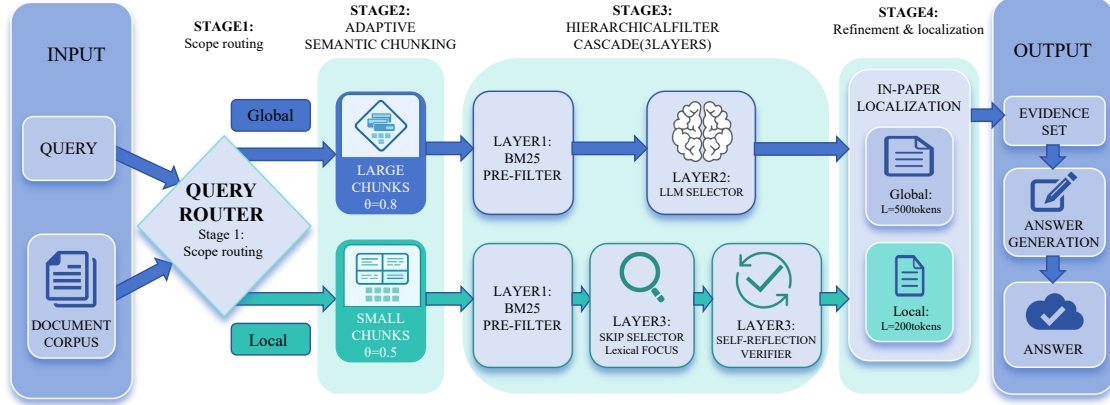 INPUT
QUERY
DOCUMENT
CORPUS
STAGE1:
Scope routing
QUERY
ROUTER
Stage 1:
Scope routing
Global
Local
STAGE2:
ADAPTIVE
SEMANTIC CHUNKING
LARGE
CHUNKS
θ=0.8
SMALL
CHUNKS
θ=0.5
STAGE3:
HIERARCHICALFILTER
CASCADE(3LAYERS)
LAYER1:
BM25
PRE-FILTER
LAYER2:
LLM SELECTOR
LAYER1:
BM25
PRE-FILTER
LAYER3:
SKIP SELECTOR
Lexical FOCUS
LAYER3:
SELF-REFLECTION
VERIFIER
STAGE4:
Refinement & localization
IN-PAPER
LOCALIZATION
Global:
L=500tokens
Local:
L=200tokens
OUTPUT
EVIDENCE
SET
ANSWER
GENERATION
ANSWER